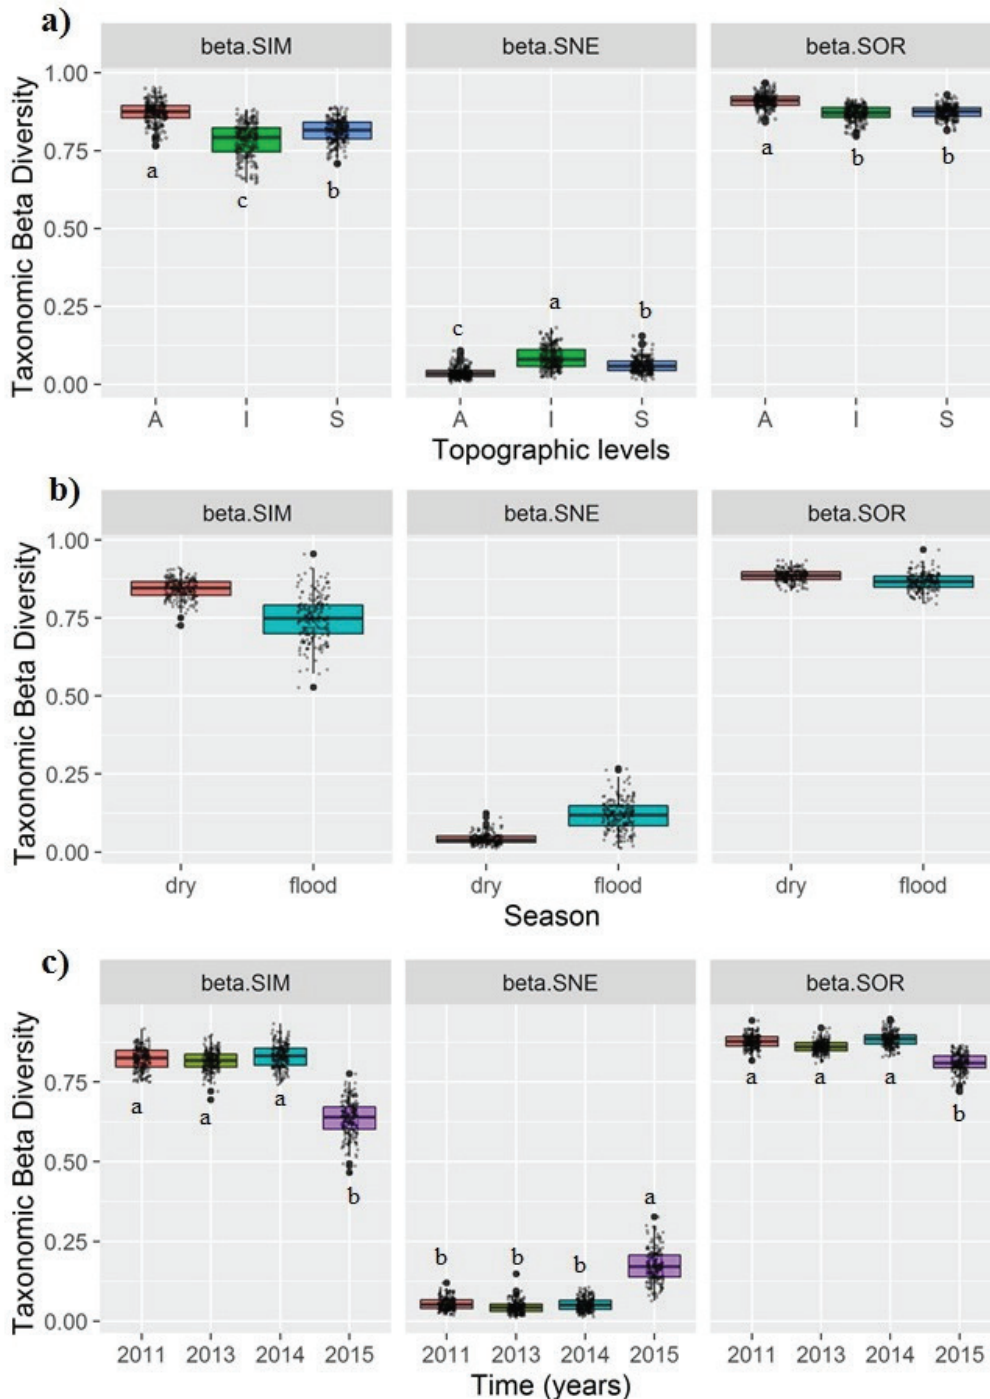 a)
beta.SIM beta.SNE beta.SOR
Taxonomic Beta Diversity
1.00
0.75
0.50
0.25
0.00
a c b
c a b
a b b
A I S A I S A I S
Topographic levels
b)
beta.SIM beta.SNE beta.SOR
Taxonomic Beta Diversity
1.00
0.75
0.50
0.25
0.00
dry flood dry flood dry flood
Season
c)
beta.SIM beta.SNE beta.SOR
Taxonomic Beta Diversity
0.75
0.50
0.25
0.00
a a a b
b b b a
a a a b
2011 2013 2014 2015 2011 2013 2014 2015 2011 2013 2014 2015
Time (years)